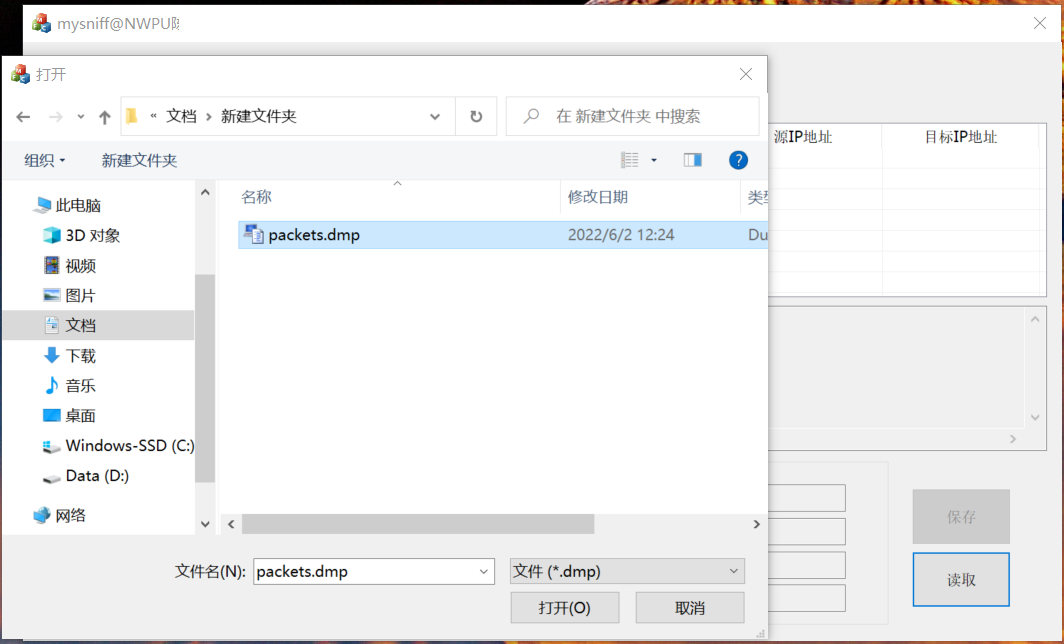 mysniff@NWPU
打开
« 文档 › 新建文件夹
在 新建文件夹 中搜索
组织
新建文件夹
源IP地址
目标IP地址
名称
修改日期
类型
packets.dmp
2022/6/2 12:24
Du
此电脑
3D 对象
视频
图片
文档
下载
音乐
桌面
Windows-SSD (C:)
Data (D:)
网络
文件名(N):
packets.dmp
文件 (*.dmp)
打开(O)
取消
保存
读取